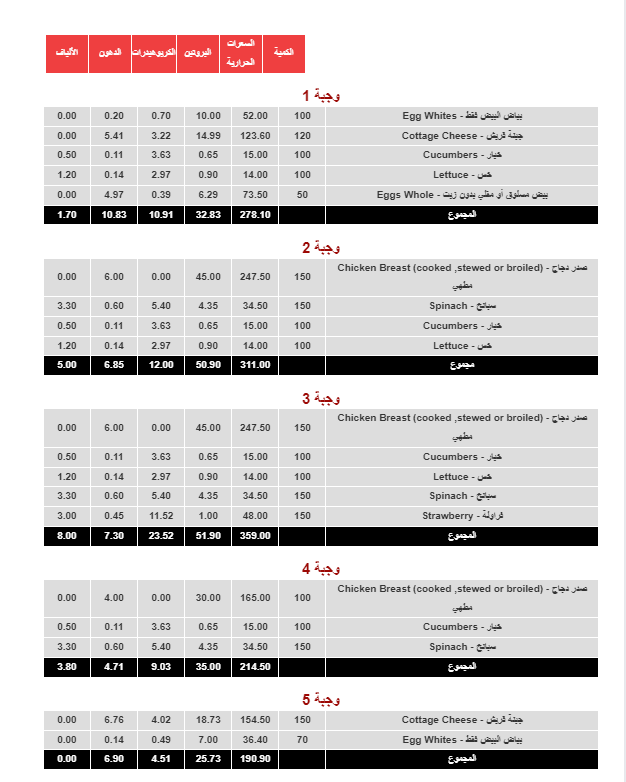 الكمية السعرات الحرارية البروتين الكربوهيدرات الدهون الألياف
وجبة 1
بياض البيض فقط - Egg Whites 100 52.00 10.00 0.70 0.20 0.00
جبنة قريش - Cottage Cheese 120 123.60 14.99 3.22 5.41 0.00
خيار - Cucumbers 100 15.00 0.65 3.63 0.11 0.50
خس - Lettuce 100 14.00 0.90 2.97 0.14 1.20
بيض مسلوق أو مقلي بدون زيت - Eggs Whole 50 73.50 6.29 0.39 4.97 0.00
المجموع 278.10 32.83 10.91 10.83 1.70
وجبة 2
صدر دجاج - Chicken Breast (cooked ,stewed or broiled) 150 247.50 45.00 0.00 6.00 0.00
مطهي
سبانخ - Spinach 150 34.50 4.35 5.40 0.60 3.30
خيار - Cucumbers 100 15.00 0.65 3.63 0.11 0.50
خس - Lettuce 100 14.00 0.90 2.97 0.14 1.20
مجموع 311.00 50.90 12.00 6.85 5.00
وجبة 3
صدر دجاج - Chicken Breast (cooked ,stewed or broiled) 150 247.50 45.00 0.00 6.00 0.00
مطهي
خيار - Cucumbers 100 15.00 0.65 3.63 0.11 0.50
خس - Lettuce 100 14.00 0.90 2.97 0.14 1.20
سبانخ - Spinach 150 34.50 4.35 5.40 0.60 3.30
فراولة - Strawberry 150 48.00 1.00 11.52 0.45 3.00
المجموع 359.00 51.90 23.52 7.30 8.00
وجبة 4
صدر دجاج - Chicken Breast (cooked ,stewed or broiled) 100 165.00 30.00 0.00 4.00 0.00
مطهي
خيار - Cucumbers 100 15.00 0.65 3.63 0.11 0.50
سبانخ - Spinach 150 34.50 4.35 5.40 0.60 3.30
المجموع 214.50 35.00 9.03 4.71 3.80
وجبة 5
جبنة قريش - Cottage Cheese 150 154.50 18.73 4.02 6.76 0.00
بياض البيض فقط - Egg Whites 70 36.40 7.00 0.49 0.14 0.00
المجموع 190.90 25.73 4.51 6.90 0.00